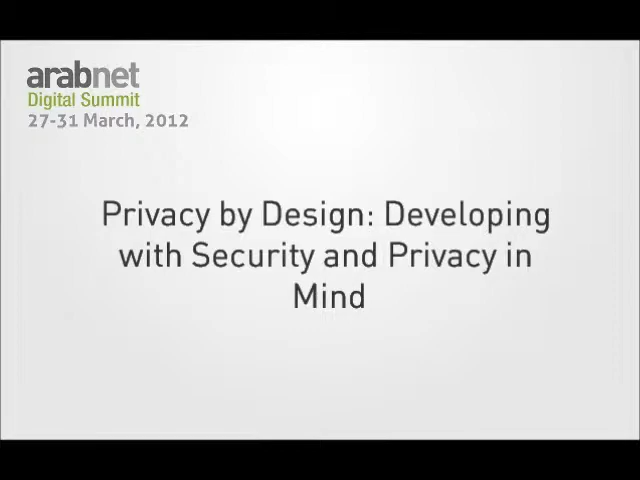 arabnet
Digital Summit
27-31 March, 2012
Privacy by Design: Developing
with Security and Privacy in
Mind